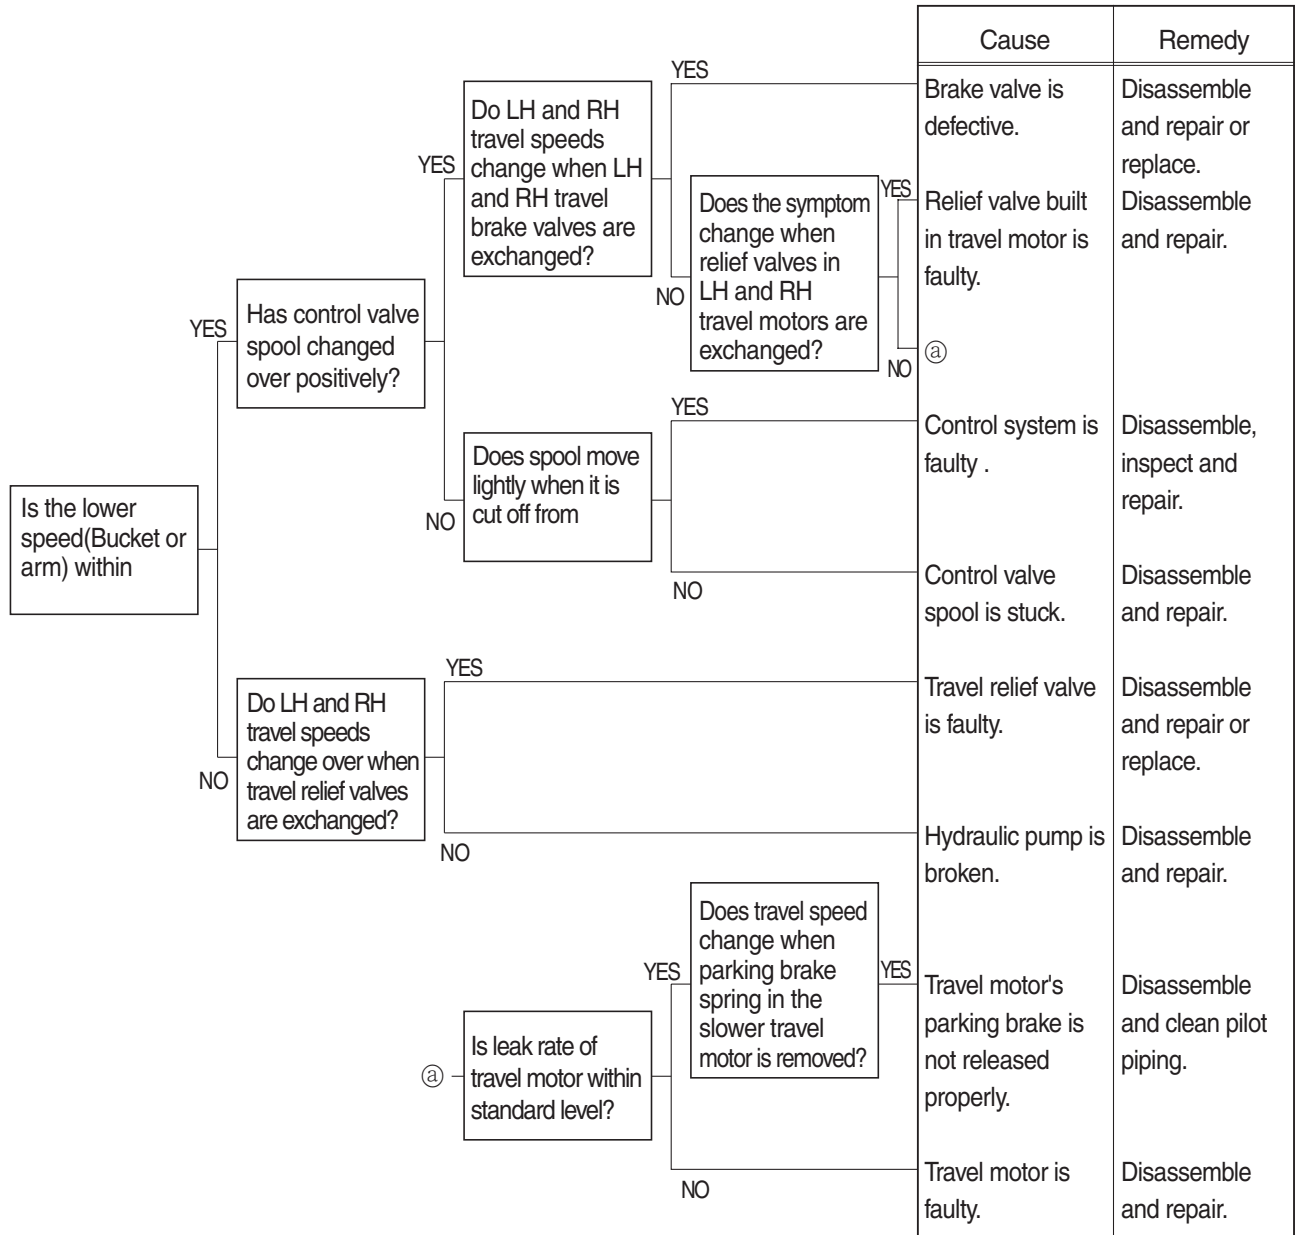 Cause
Remedy
YES
Brake valve is
defective.
Disassemble
and repair or
replace.
Do LH and RH
travel speeds
change when LH
and RH travel
brake valves are
exchanged?
YES
Does the symptom
change when
relief valves in
LH and RH
travel motors are
exchanged?
YES
Relief valve built
in travel motor is
faulty.
Disassemble
and repair.
NO
NO
ⓐ
YES
Has control valve
spool changed
over positively?
YES
Control system is
faulty .
Disassemble,
inspect and
repair.
Does spool move
lightly when it is
cut off from
NO
Is the lower
speed(Bucket or
arm) within
NO
Control valve
spool is stuck.
Disassemble
and repair.
YES
Travel relief valve
is faulty.
Disassemble
and repair or
replace.
Do LH and RH
travel speeds
change over when
travel relief valves
are exchanged?
NO
NO
Hydraulic pump is
broken.
Disassemble
and repair.
Does travel speed
change when
parking brake
spring in the
slower travel
motor is removed?
YES
YES
Travel motor's
parking brake is
not released
properly.
Disassemble
and clean pilot
piping.
ⓐ
Is leak rate of
travel motor within
standard level?
NO
Travel motor is
faulty.
Disassemble
and repair.